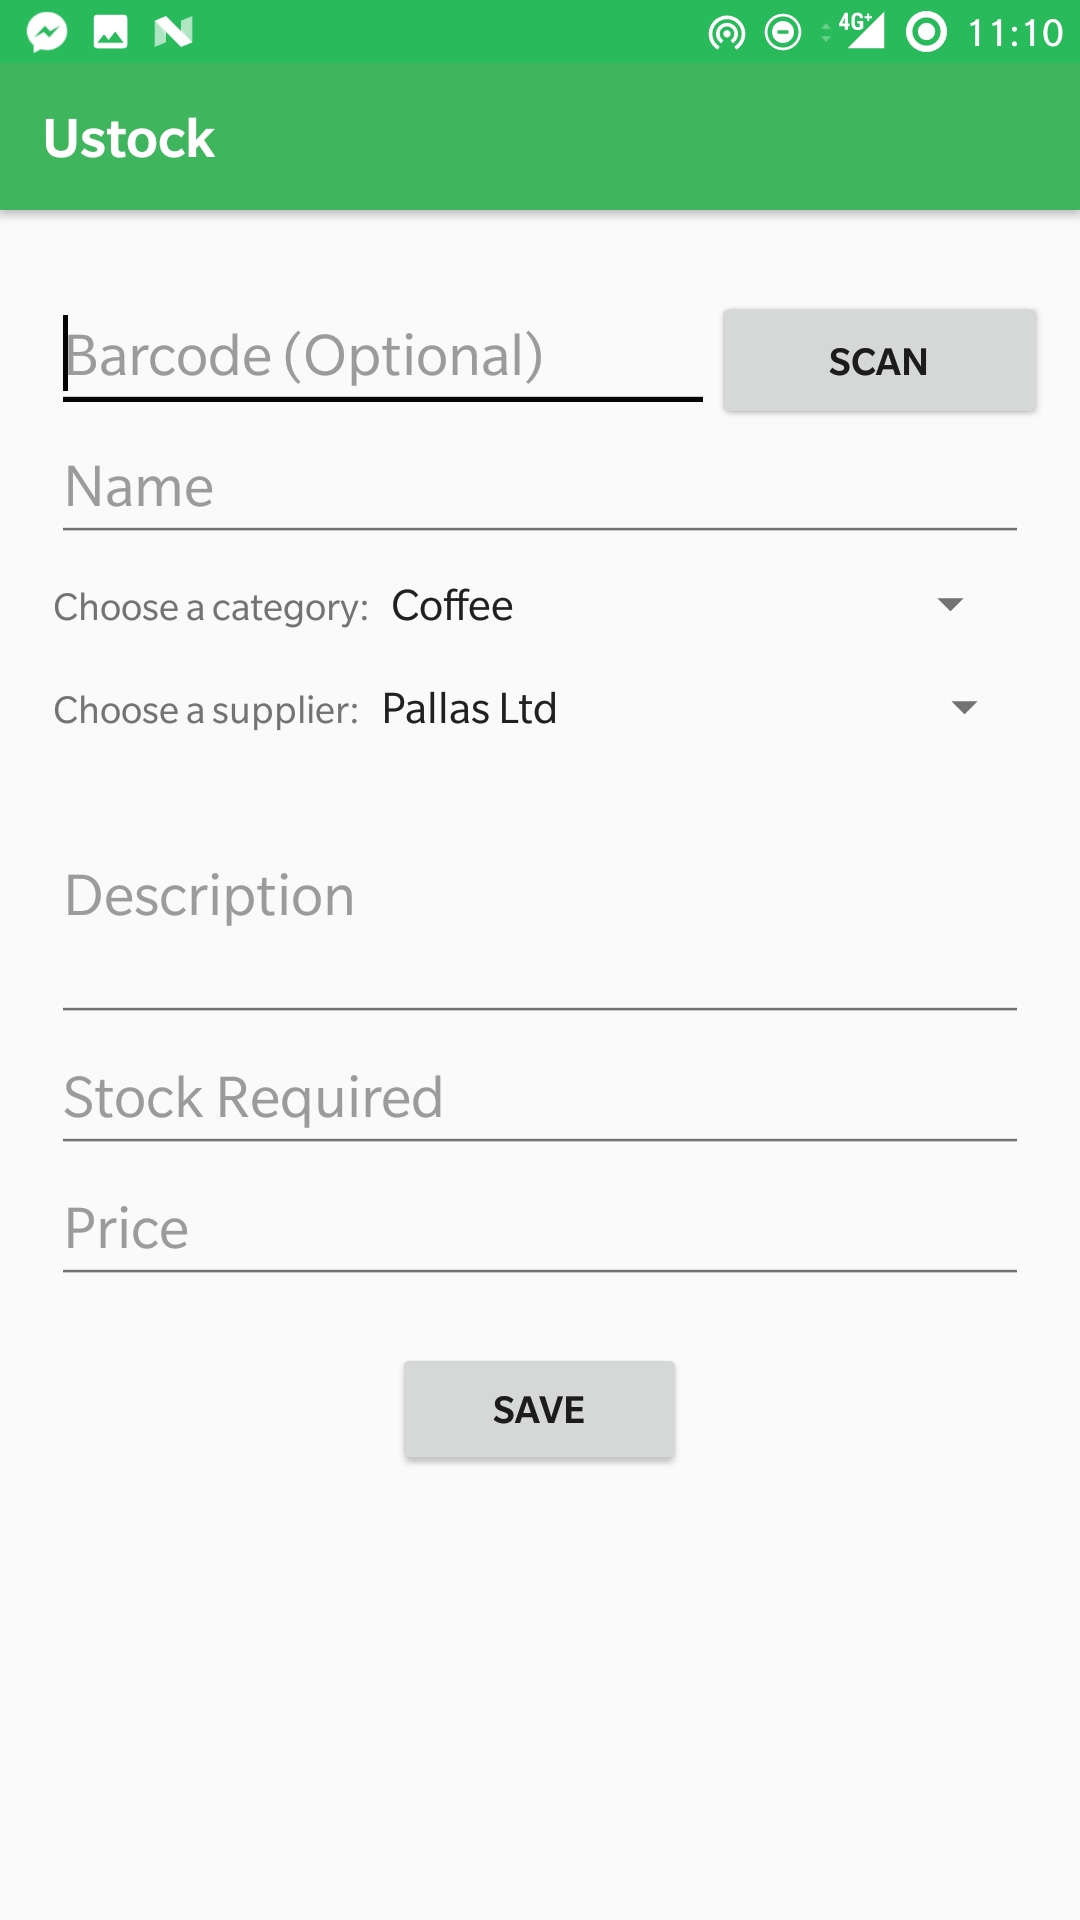 4G+ 11:10
Ustock
Barcode (Optional) SCAN
Name
Choose a category: Coffee
Choose a supplier: Pallas Ltd
Description
Stock Required
Price
SAVE